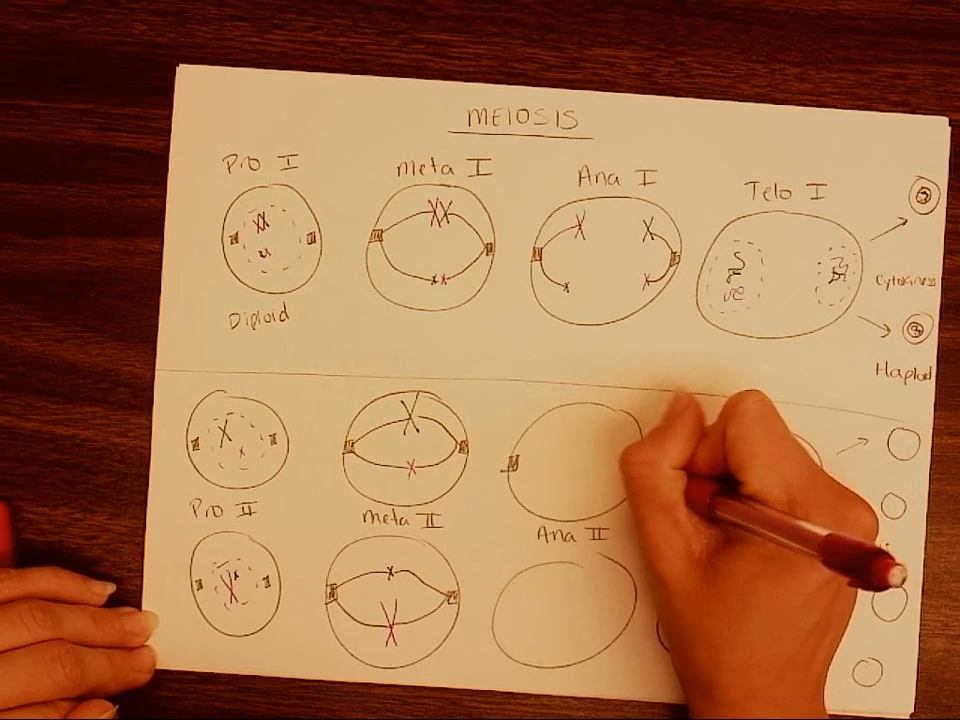 MEIOSIS
Pro I
Meta I
Ana I
Telo I
Diploid
Cytokinesis
Haploid
Pro II
Meta II
Ana II